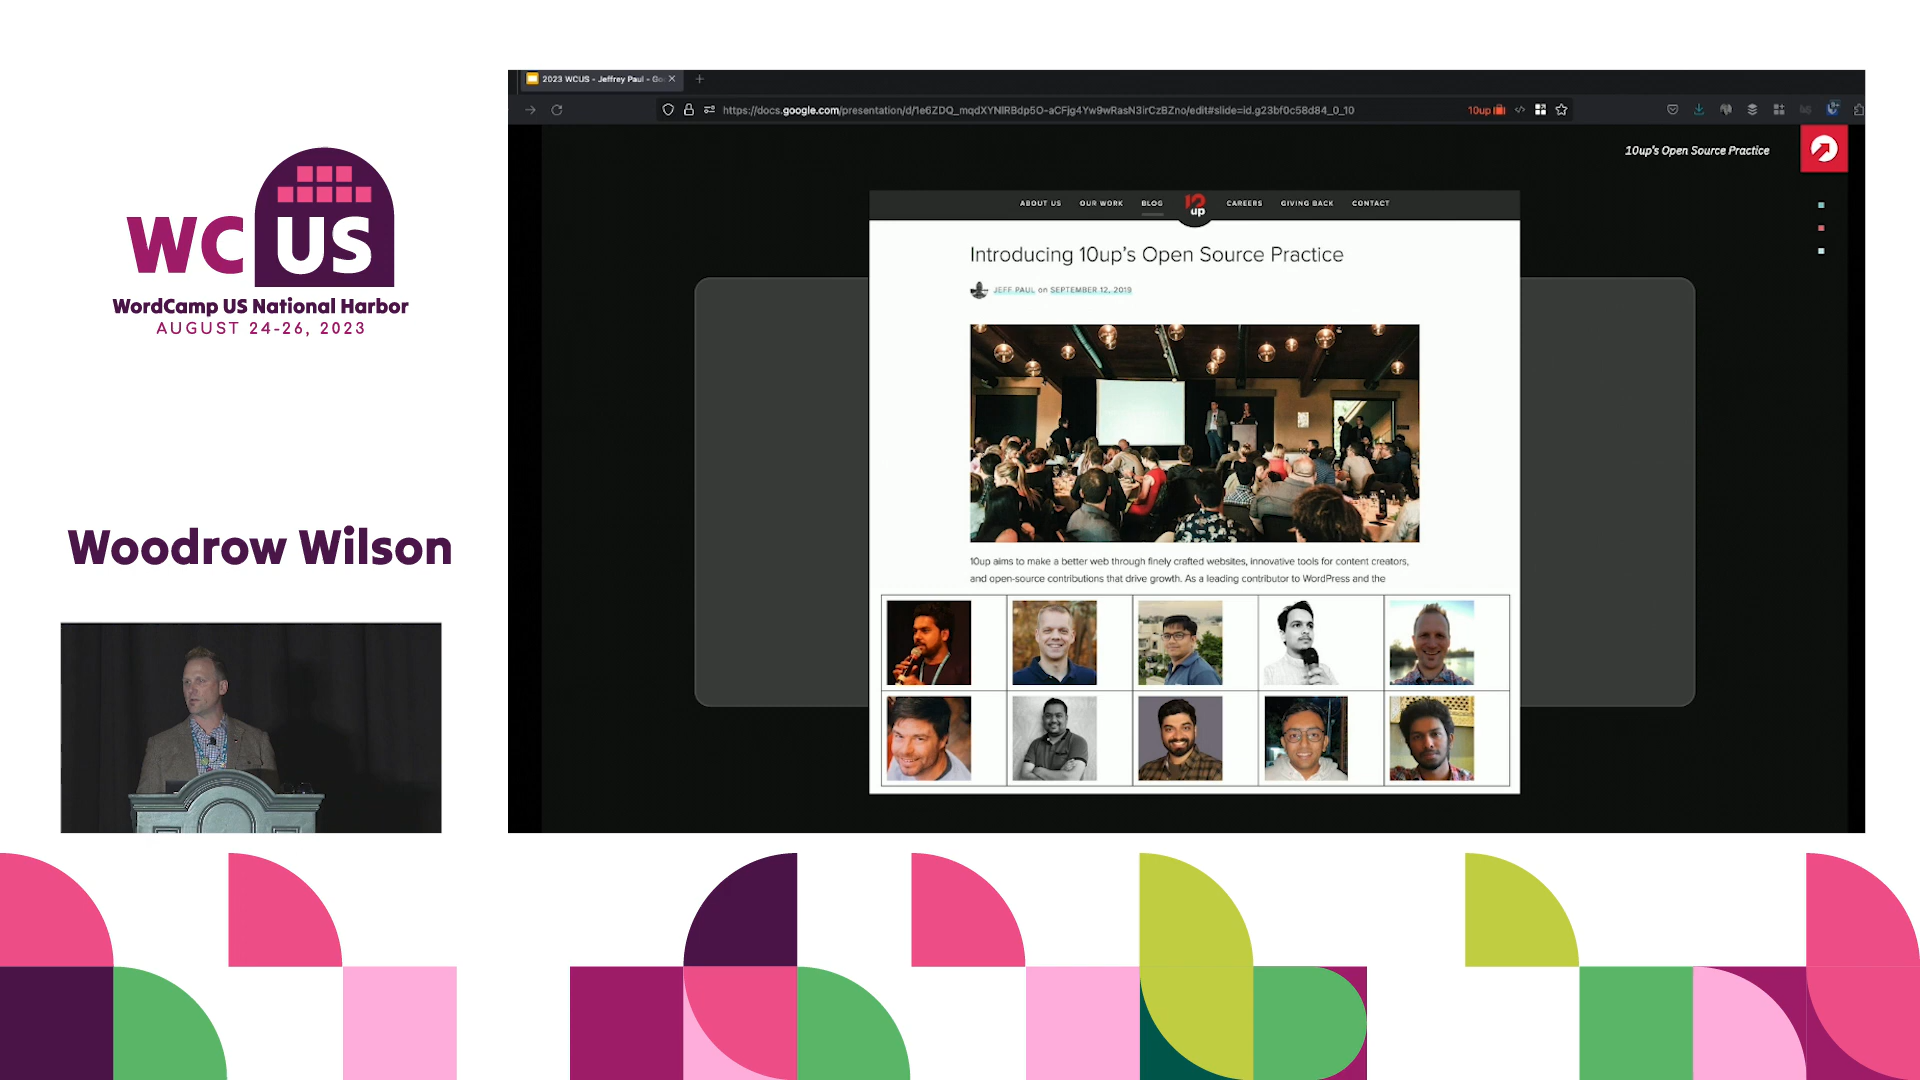 WC US
WordCamp US National Harbor
AUGUST 24-26, 2023
Woodrow Wilson
2023 WCUS - Jeffrey Paul - Go
https://docs.google.com/presentation/d/1e6ZDQ_mqdXYNlRBdp5O-aCFjg4Yw9wRasN3irCzBZno/edit#slide=id.g23bf0c58d84_0_10
10up
10up's Open Source Practice
ABOUT US OUR WORK BLOG 10up CAREERS GIVING BACK CONTACT
Introducing 10up's Open Source Practice
JEFF PAUL on SEPTEMBER 12, 2019
10up aims to make a better web through finely crafted websites, innovative tools for content creators,
and open-source contributions that drive growth. As a leading contributor to WordPress and the